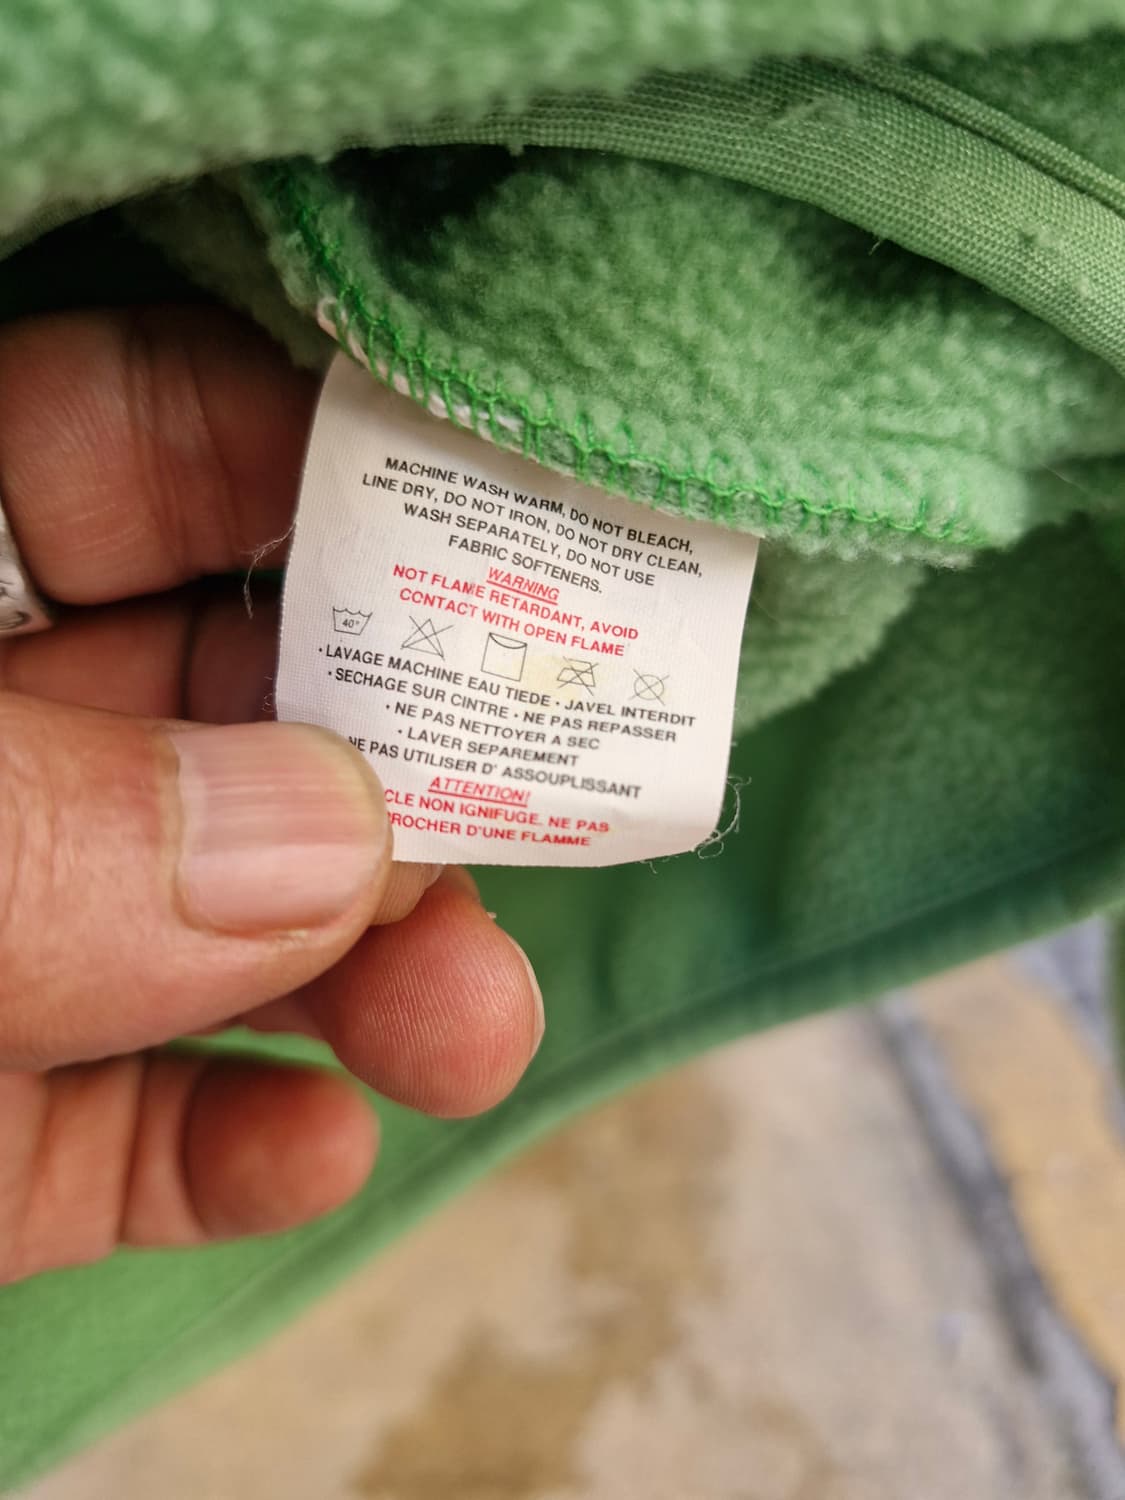 MACHINE WASH WARM, DO NOT BLEACH,
LINE DRY, DO NOT IRON, DO NOT DRY CLEAN,
WASH SEPARATELY, DO NOT USE
FABRIC SOFTENERS.
WARNING
NOT FLAME RETARDANT, AVOID
CONTACT WITH OPEN FLAME
40°
• LAVAGE MACHINE EAU TIEDE • JAVEL INTERDIT
• SECHAGE SUR CINTRE • NE PAS REPASSER
• NE PAS NETTOYER A SEC
• LAVER SEPAREMENT
NE PAS UTILISER D' ASSOUPLISSANT
ATTENTION!
CLE NON IGNIFUGE. NE PAS
ROCHER D'UNE FLAMME